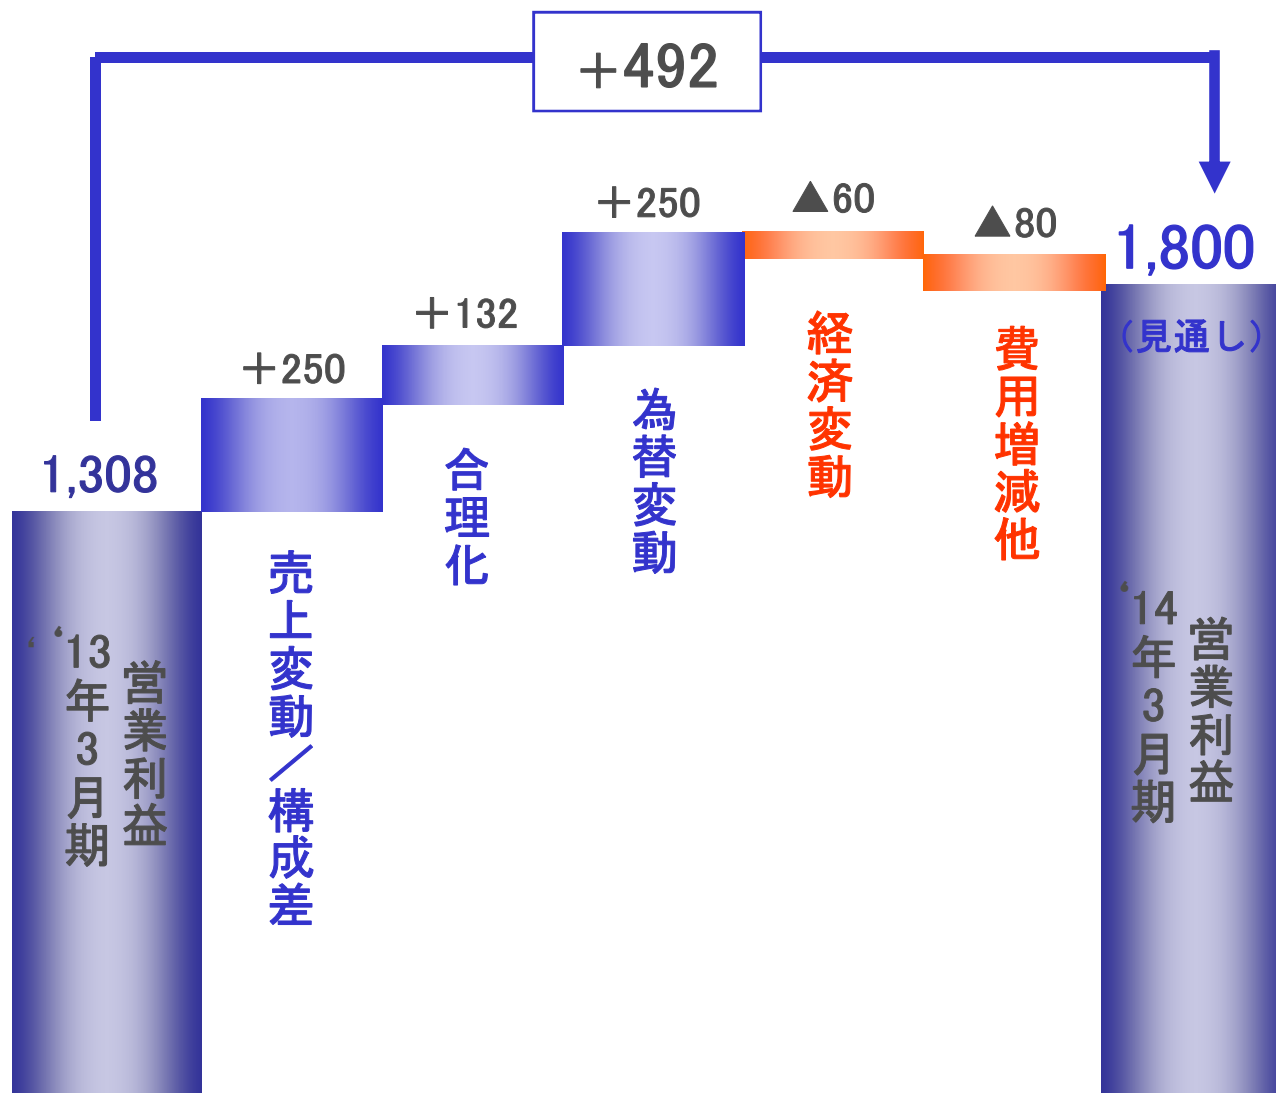 ＋492
1,308
‘
‘13年３月期
営業利益
＋250
売上変動／構成差
＋132
合理化
＋250
為替変動
▲60
経済変動
▲80
費用増減他
1,800
（見通し）
‘14年３月期
営業利益